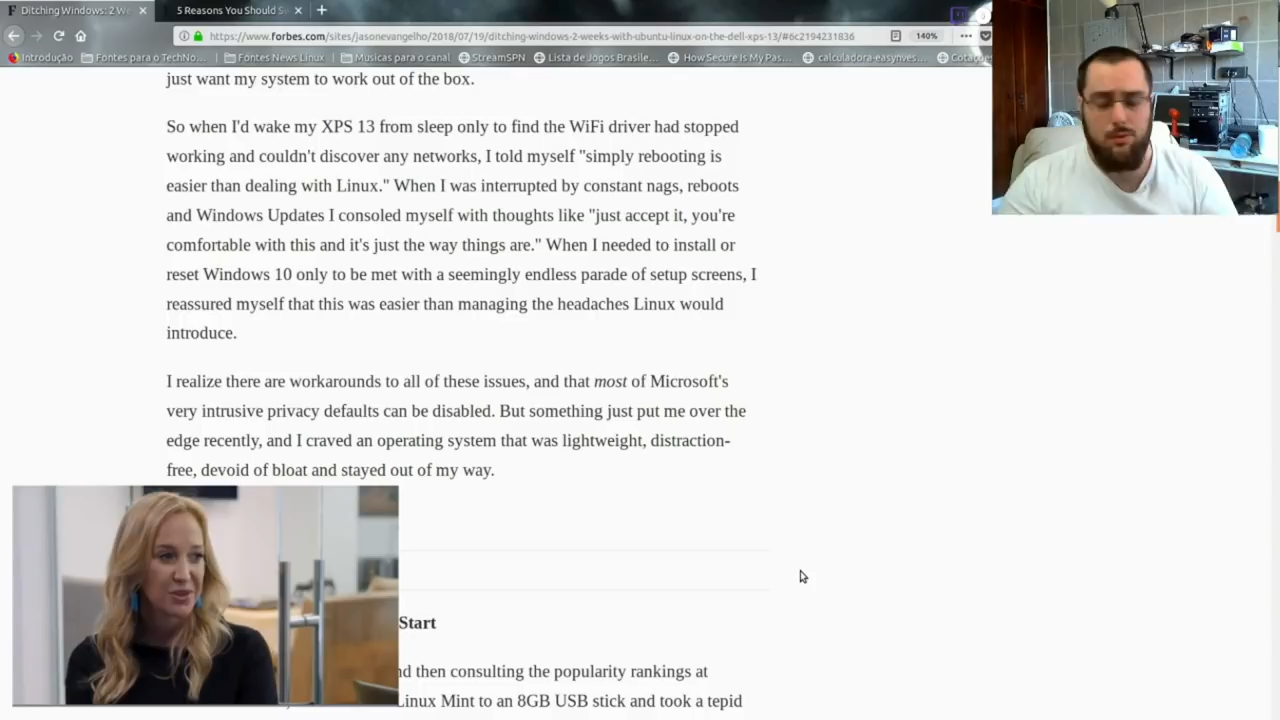 Ditching Windows: 2 We
5 Reasons You Should S
https://www.forbes.com/sites/jasonevangelho/2018/07/19/ditching-windows-2-weeks-with-ubuntu-linux-on-the-dell-xps-13/#6c2194231836
140%
Introdução
Fontes para o TechNo...
Fontes News Linux
Musicas para o canal
StreamSPN
Lista de Jogos Brasile...
How Secure Is My Pas...
calculadora-easynves...
Cotações
just want my system to work out of the box.
So when I'd wake my XPS 13 from sleep only to find the WiFi driver had stopped
working and couldn't discover any networks, I told myself "simply rebooting is
easier than dealing with Linux." When I was interrupted by constant nags, reboots
and Windows Updates I consoled myself with thoughts like "just accept it, you're
comfortable with this and it's just the way things are." When I needed to install or
reset Windows 10 only to be met with a seemingly endless parade of setup screens, I
reassured myself that this was easier than managing the headaches Linux would
introduce.
I realize there are workarounds to all of these issues, and that most of Microsoft's
very intrusive privacy defaults can be disabled. But something just put me over the
edge recently, and I craved an operating system that was lightweight, distraction-
free, devoid of bloat and stayed out of my way.
Start
nd then consulting the popularity rankings at
Linux Mint to an 8GB USB stick and took a tepid